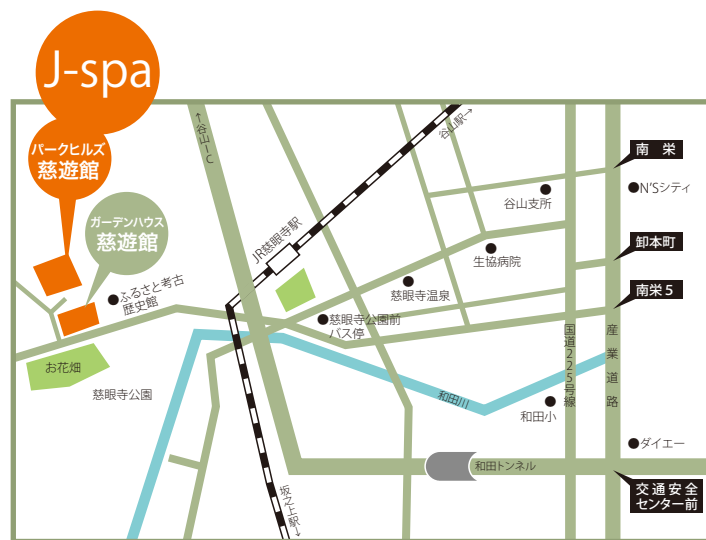 J-spa
パークヒルズ
慈遊館
ガーデンハウス
慈遊館
←谷山IC
谷山駅→
JR慈眼寺駅
南 栄
N'Sシティ
谷山支所
卸本町
生協病院
南栄5
慈眼寺温泉
ふるさと考古
歴史館
慈眼寺公園前
バス停
国道225号線
産業道路
お花畑
慈眼寺公園
和田川
和田小
ダイエー
和田トンネル
交通安全
センター前
坂之上駅→